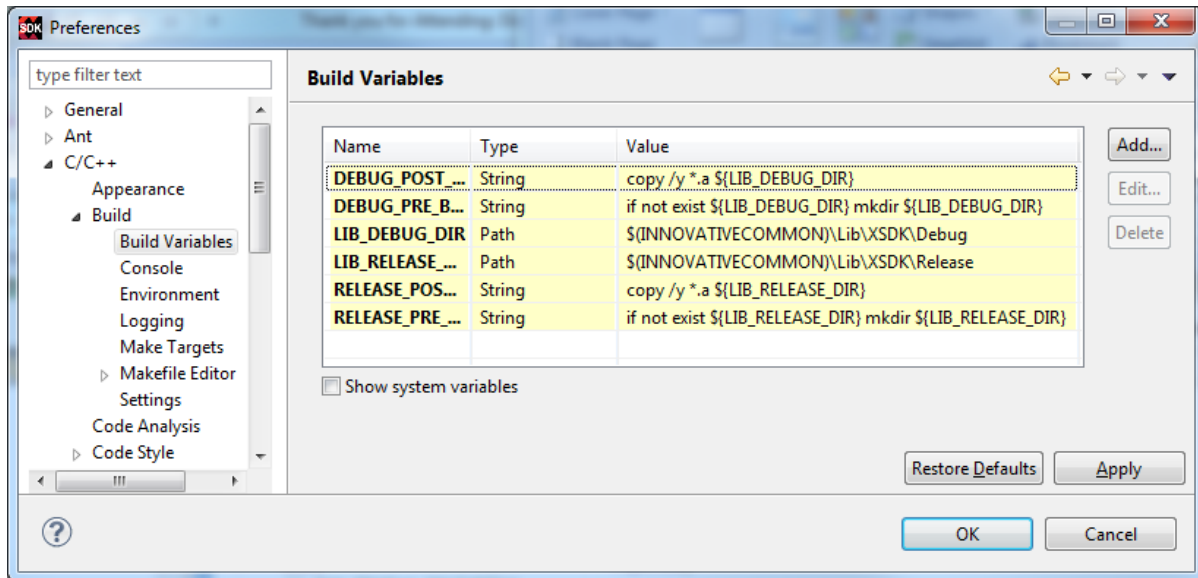 SDK Preferences
type filter text
General
Ant
C/C++
Appearance
Build
Build Variables
Console
Environment
Logging
Make Targets
Makefile Editor
Settings
Code Analysis
Code Style
Build Variables
Name Type Value
DEBUG_POST_... String copy /y *.a ${LIB_DEBUG_DIR}
DEBUG_PRE_B... String if not exist ${LIB_DEBUG_DIR} mkdir ${LIB_DEBUG_DIR}
LIB_DEBUG_DIR Path $(INNOVATIVECOMMON)\Lib\XSDK\Debug
LIB_RELEASE_... Path $(INNOVATIVECOMMON)\Lib\XSDK\Release
RELEASE_POS... String copy /y *.a ${LIB_RELEASE_DIR}
RELEASE_PRE_... String if not exist ${LIB_RELEASE_DIR} mkdir ${LIB_RELEASE_DIR}
Add...
Edit...
Delete
Show system variables
Restore Defaults Apply
? OK Cancel